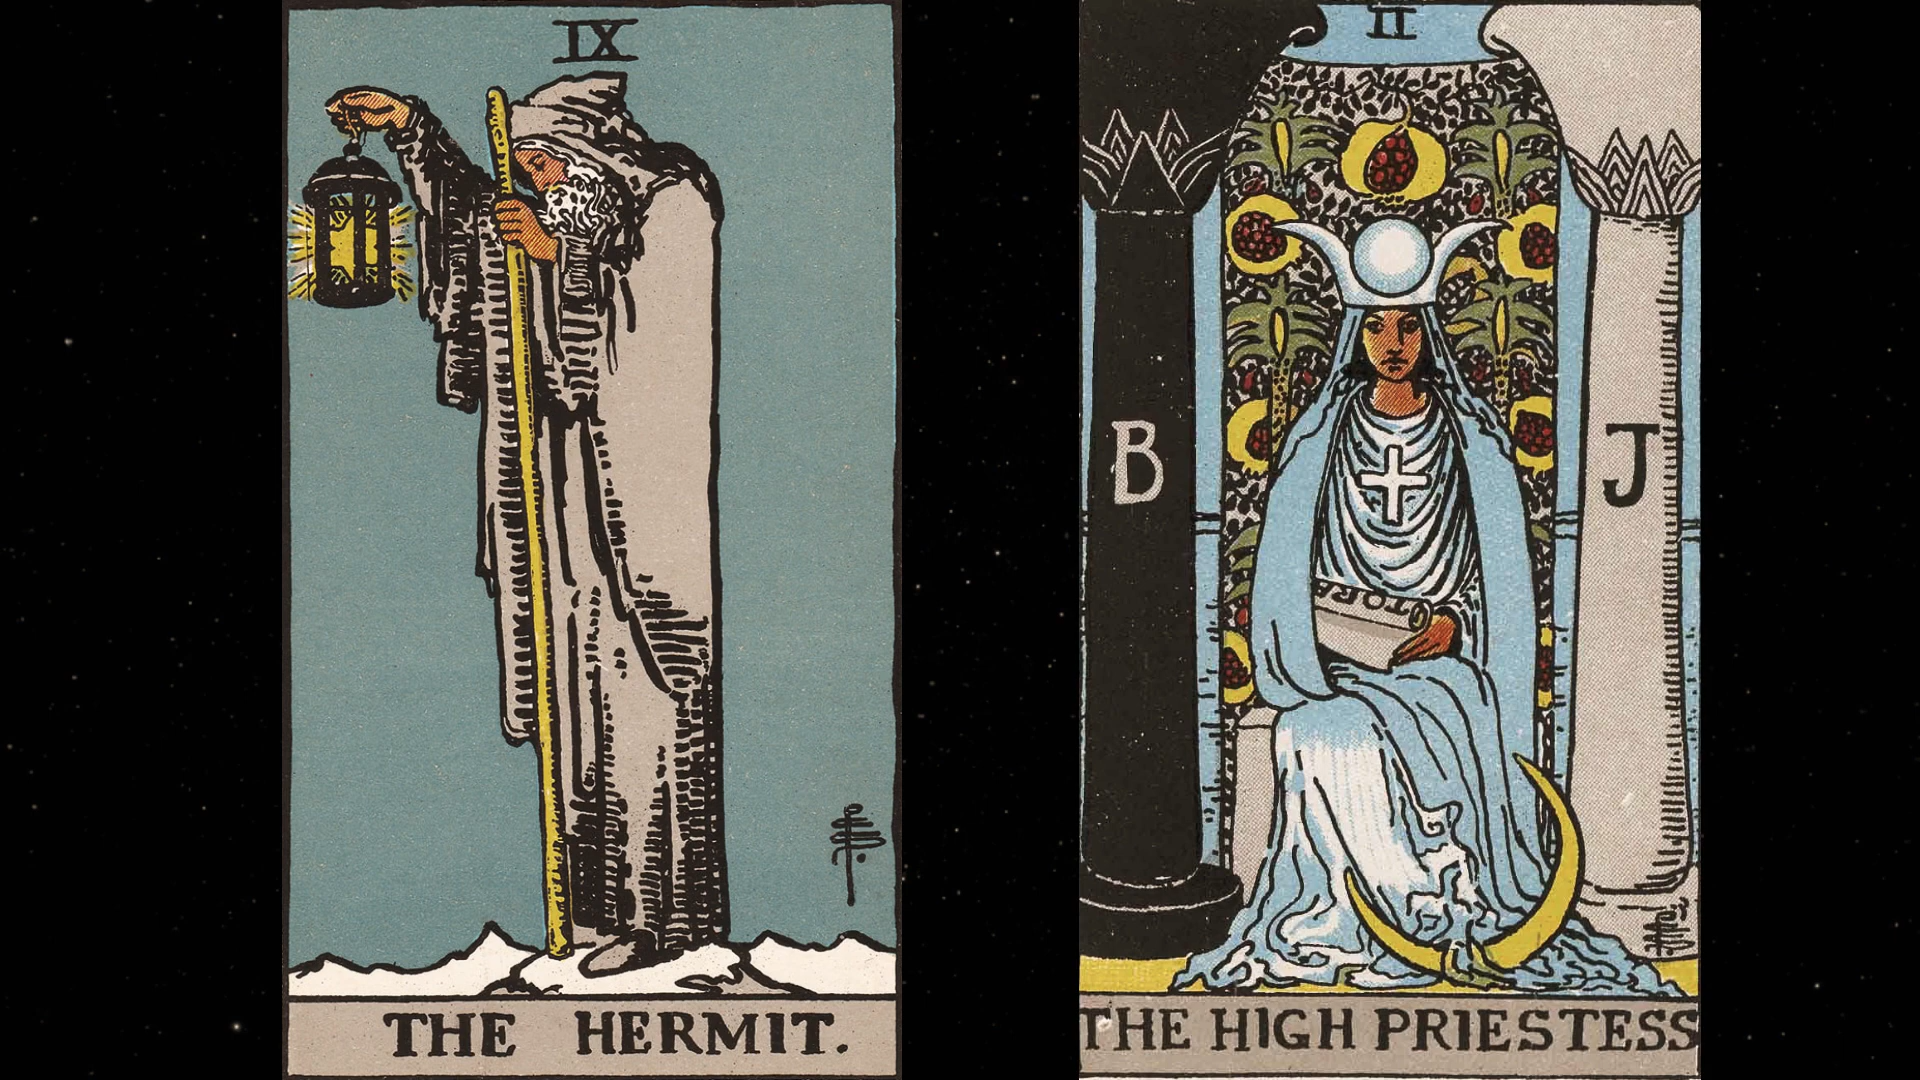 IX
THE HERMIT.
II
B
J
TORA
THE HIGH PRIESTESS